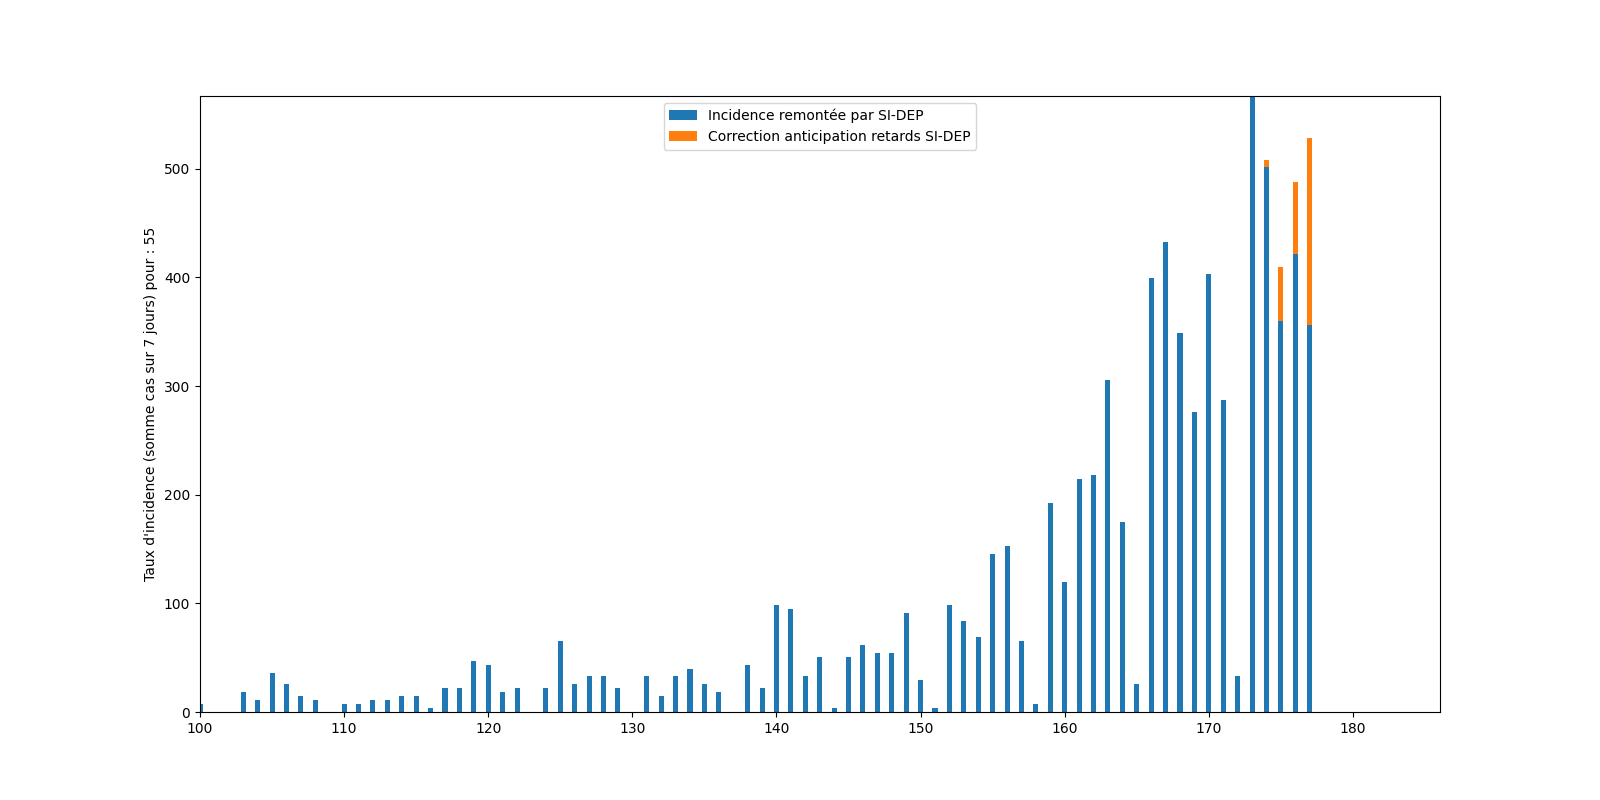 Incidence remontée par SI-DEP
Correction anticipation retards SI-DEP
Taux d'incidence (somme cas sur 7 jours) pour : 55
500
400
300
200
100
0
100 110 120 130 140 150 160 170 180